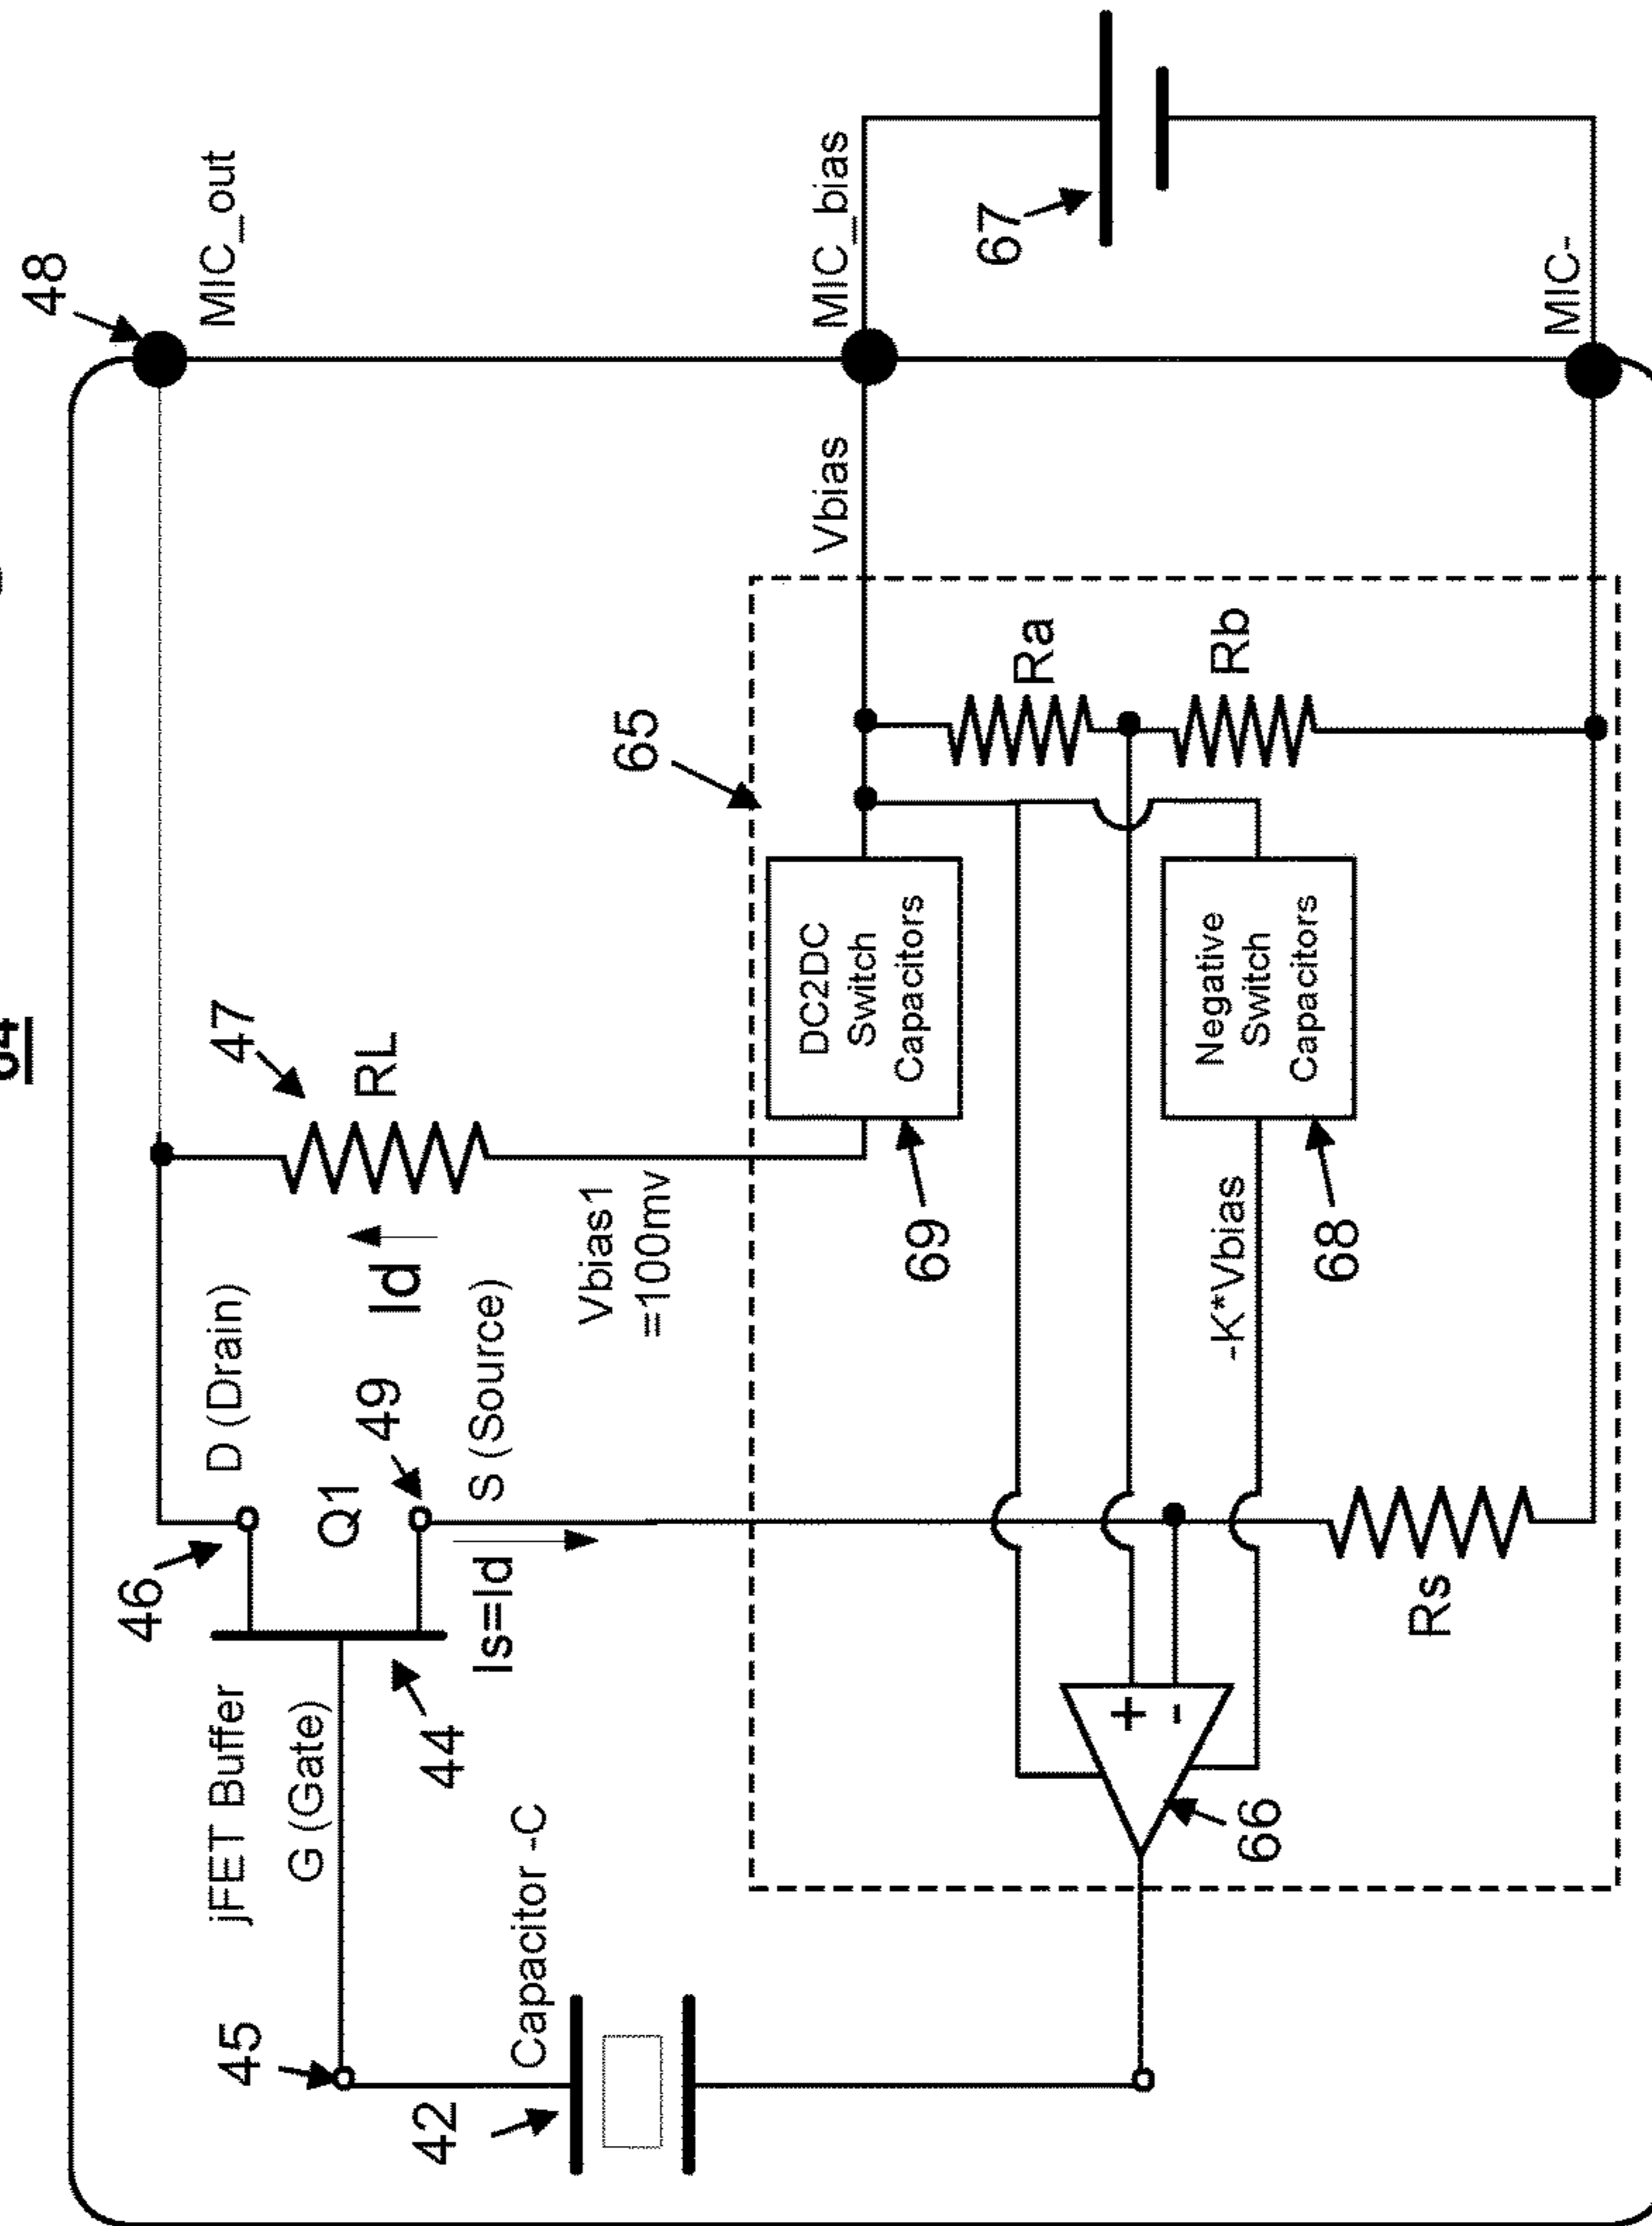 48
MIC_out
47
RL
Id
D (Drain)
46
Q1
49
S (Source)
Is=Id
jFET Buffer
G (Gate)
44
45
42
Capacitor -C
Vbias1
=100mv
65
Vbias
MIC_bias
67
MIC-
Ra
Rb
DC2DC
Switch
Capacitors
69
Negative
Switch
Capacitors
68
-K*Vbias
+
-
66
Rs